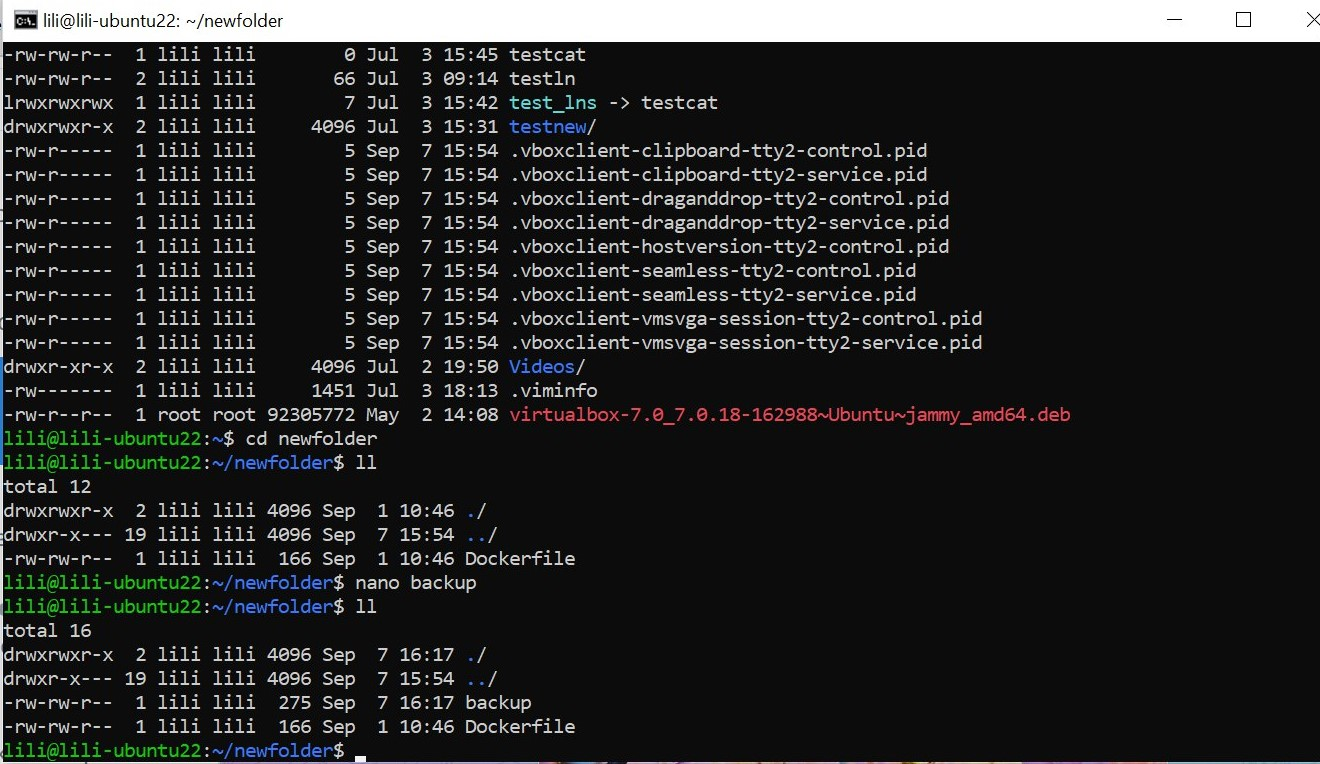 lili@lili-ubuntu22: ~/newfolder
-rw-rw-r--  1 lili lili        0 Jul  3 15:45 testcat
-rw-rw-r--  2 lili lili       66 Jul  3 09:14 testln
lrwxrwxrwx  1 lili lili        7 Jul  3 15:42 test_lns -> testcat
drwxrwxr-x  2 lili lili     4096 Jul  3 15:31 testnew/
-rw-r-----  1 lili lili        5 Sep  7 15:54 .vboxclient-clipboard-tty2-control.pid
-rw-r-----  1 lili lili        5 Sep  7 15:54 .vboxclient-clipboard-tty2-service.pid
-rw-r-----  1 lili lili        5 Sep  7 15:54 .vboxclient-draganddrop-tty2-control.pid
-rw-r-----  1 lili lili        5 Sep  7 15:54 .vboxclient-draganddrop-tty2-service.pid
-rw-r-----  1 lili lili        5 Sep  7 15:54 .vboxclient-hostversion-tty2-control.pid
-rw-r-----  1 lili lili        5 Sep  7 15:54 .vboxclient-seamless-tty2-control.pid
-rw-r-----  1 lili lili        5 Sep  7 15:54 .vboxclient-seamless-tty2-service.pid
-rw-r-----  1 lili lili        5 Sep  7 15:54 .vboxclient-vmsvga-session-tty2-control.pid
-rw-r-----  1 lili lili        5 Sep  7 15:54 .vboxclient-vmsvga-session-tty2-service.pid
drwxr-xr-x  2 lili lili     4096 Jul  2 19:50 Videos/
-rw-------  1 lili lili     1451 Jul  3 18:13 .viminfo
-rw-r--r--  1 root root 92305772 May  2 14:08 virtualbox-7.0_7.0.18-162988~Ubuntu~jammy_amd64.deb
lili@lili-ubuntu22:~$ cd newfolder
lili@lili-ubuntu22:~/newfolder$ ll
total 12
drwxrwxr-x  2 lili lili 4096 Sep  1 10:46 ./
drwxr-x--- 19 lili lili 4096 Sep  7 15:54 ../
-rw-rw-r--  1 lili lili  166 Sep  1 10:46 Dockerfile
lili@lili-ubuntu22:~/newfolder$ nano backup
lili@lili-ubuntu22:~/newfolder$ ll
total 16
drwxrwxr-x  2 lili lili 4096 Sep  7 16:17 ./
drwxr-x--- 19 lili lili 4096 Sep  7 15:54 ../
-rw-rw-r--  1 lili lili  275 Sep  7 16:17 backup
-rw-rw-r--  1 lili lili  166 Sep  1 10:46 Dockerfile
lili@lili-ubuntu22:~/newfolder$